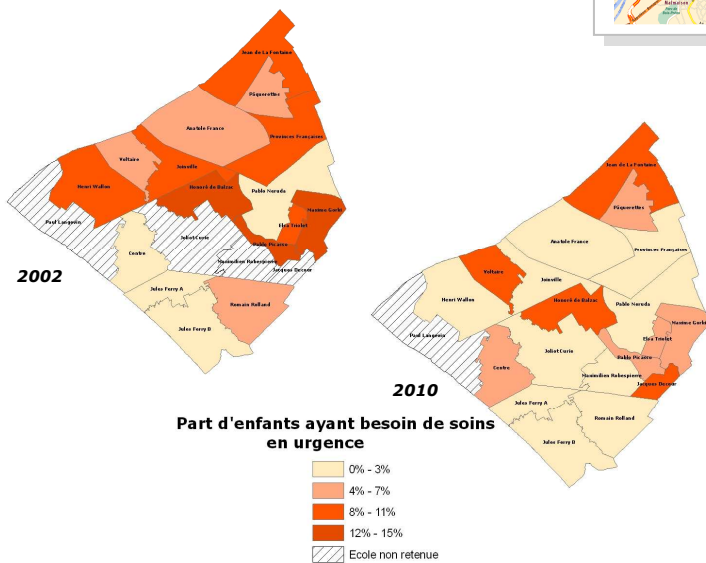 Malmaison
Jean de La Fontaine
Pâquerettes
Anatole France
Provinces Françaises
Voltaire
Joinville
Henri Wallon
Honoré de Balzac
Pablo Neruda
Maxime Gorki
Elsa Triolet
Paul Langevin
Joliot Curie
Pablo Picasso
Centre
Maximilien Robespierre
Jacques Decour
2002
Jules Ferry A
Romain Rolland
Jules Ferry B
Jean de La Fontaine
Pâquerettes
Anatole France
Provinces Françaises
Voltaire
Joinville
Henri Wallon
Honoré de Balzac
Pablo Neruda
Maxime Gorki
Elsa Triolet
Paul Langevin
Joliot Curie
Pablo Picasso
Centre
Maximilien Robespierre
Jacques Decour
2010
Jules Ferry A
Romain Rolland
Jules Ferry B
Part d'enfants ayant besoin de soins
en urgence
0% - 3%
4% - 7%
8% - 11%
12% - 15%
Ecole non retenue